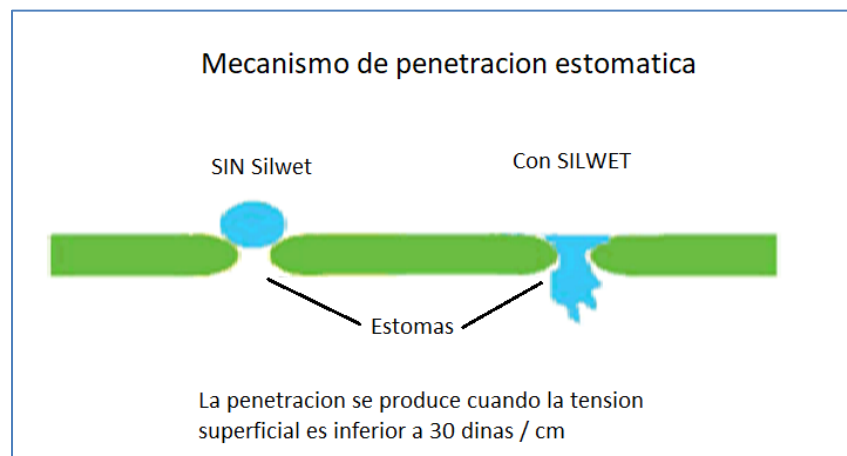 Mecanismo de penetracion estomatica
SIN Silwet
Con SILWET
Estomas
La penetracion se produce cuando la tension
superficial es inferior a 30 dinas / cm